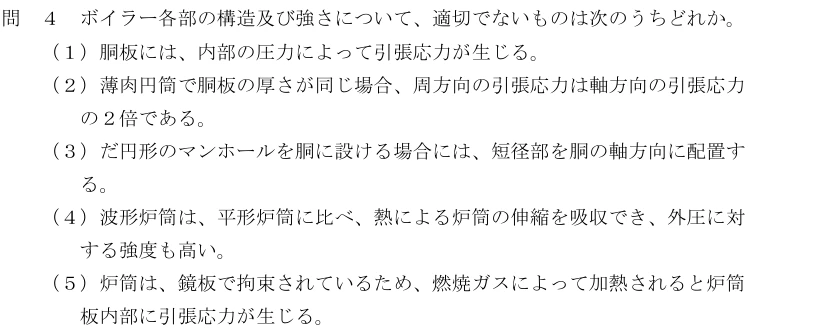 問　4　ボイラー各部の構造及び強さについて、適切でないものは次のうちどれか。
（1）胴板には、内部の圧力によって引張応力が生じる。
（2）薄肉円筒で胴板の厚さが同じ場合、周方向の引張応力は軸方向の引張応力
の2倍である。
（3）だ円形のマンホールを胴に設ける場合には、短径部を胴の軸方向に配置す
る。
（4）波形炉筒は、平形炉筒に比べ、熱による炉筒の伸縮を吸収でき、外圧に対
する強度も高い。
（5）炉筒は、鏡板で拘束されているため、燃焼ガスによって加熱されると炉筒
板内部に引張応力が生じる。